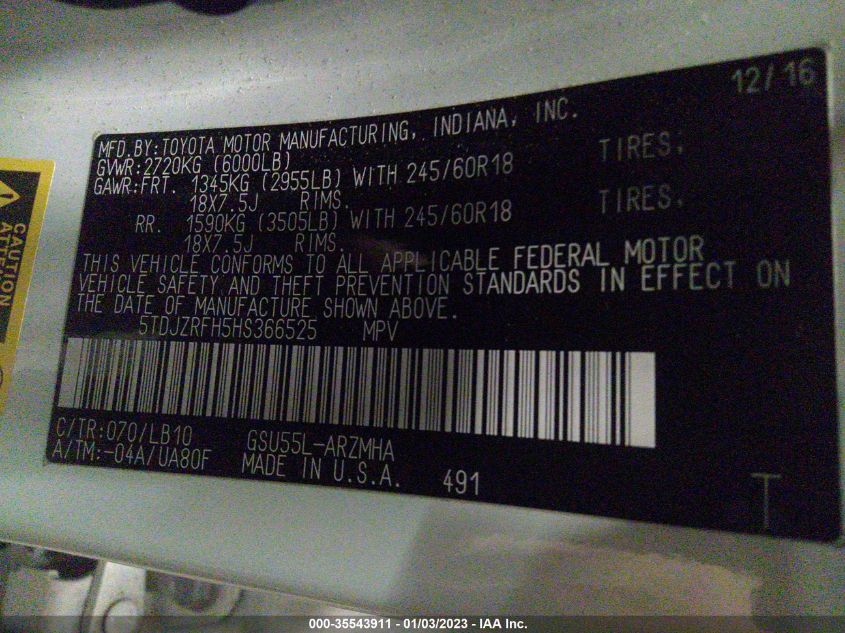 12/16
MFD.BY:TOYOTA MOTOR MANUFACTURING, INDIANA, INC.
GVWR:2720KG (6000LB)
GAWR:FRT. 1345KG (2955LB) WITH 245/60R18 TIRES;
18X7.5J RIMS.
RR. 1590KG (3505LB) WITH 245/60R18 TIRES,
18X7.5J RIMS.
THIS VEHICLE CONFORMS TO ALL APPLICABLE FEDERAL MOTOR
VEHICLE SAFETY AND THEFT PREVENTION STANDARDS IN EFFECT ON
THE DATE OF MANUFACTURE SHOWN ABOVE.
5TDJZRFH5HS366525 MPV
C/TR:070/LB10 GSU55L-ARZMHA
A/TM:-04A/UA80F MADE IN U.S.A. 491
T
CAUTION
000-35543911 - 01/03/2023 - IAA Inc.